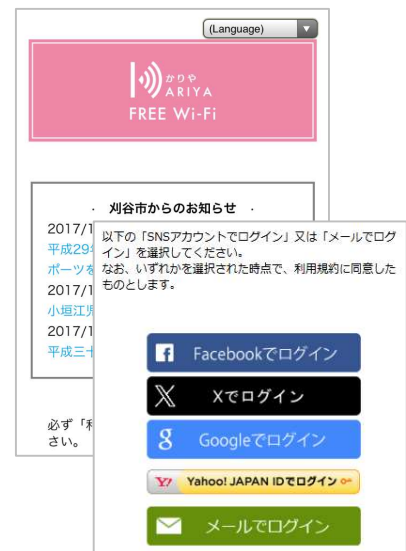 (Language)
かりや
ARIYA
FREE Wi-Fi
刈谷市からのお知らせ
2017/1
平成29
ポーツを
2017/1
小垣江児
2017/1
平成三十
必ず「利
さい。
以下の「SNSアカウントでログイン」又は「メールでログ
イン」を選択してください。
なお、いずれかを選択された時点で、利用規約に同意した
ものとします。
Facebookでログイン
Xでログイン
Googleでログイン
Yahoo! JAPAN IDでログイン
メールでログイン